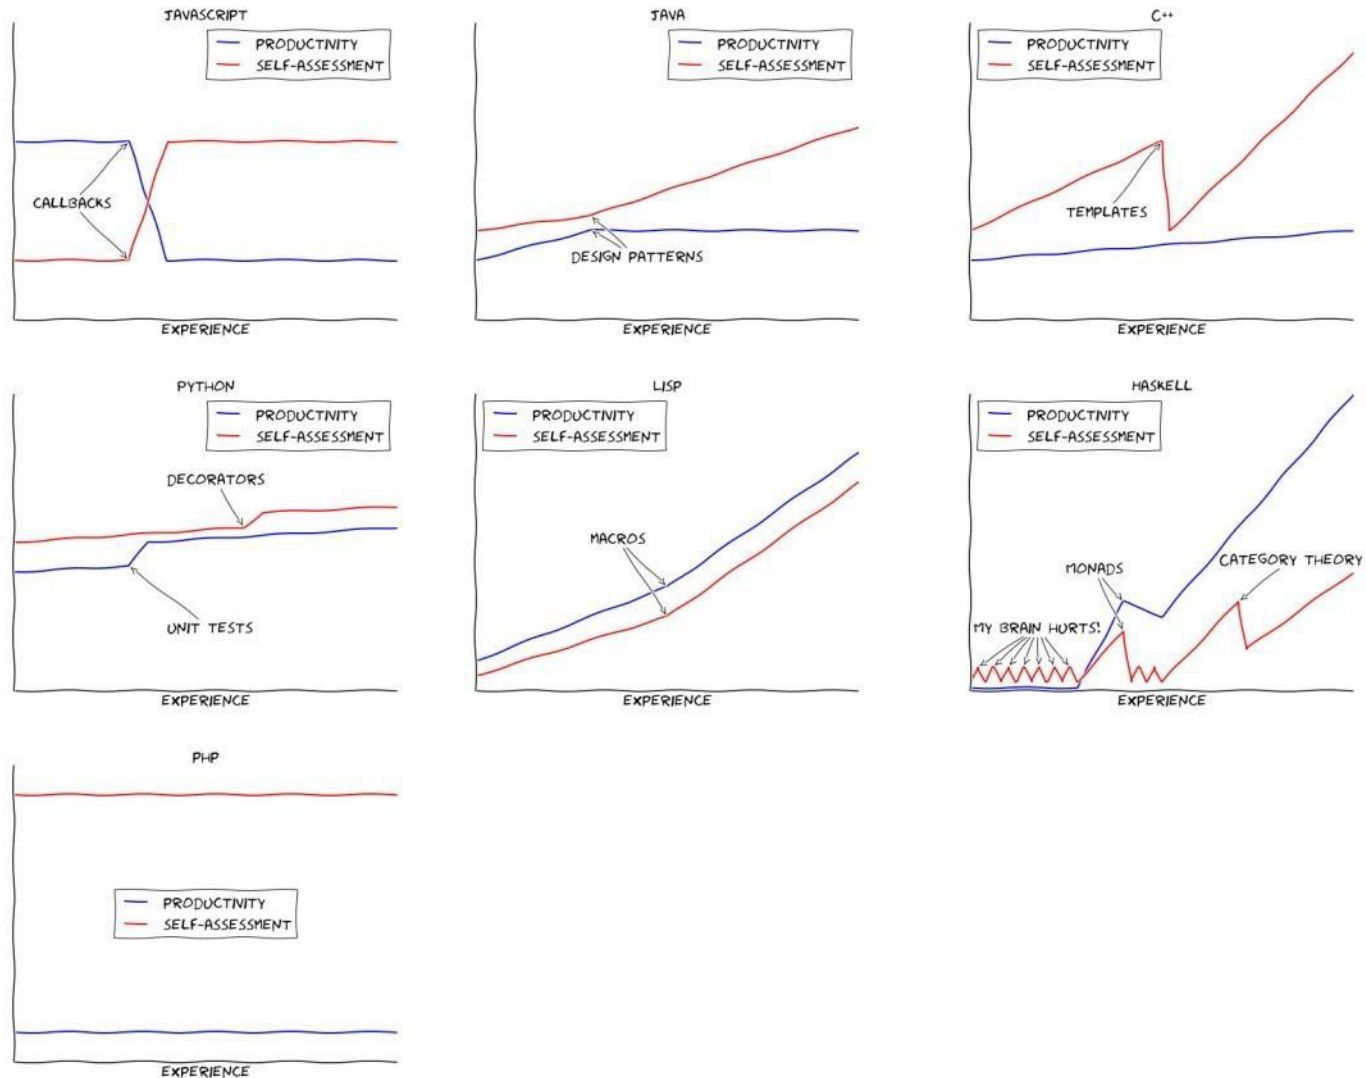 JAVASCRIPT
PRODUCTIVITY
SELF-ASSESSMENT
CALLBACKS
EXPERIENCE
JAVA
PRODUCTIVITY
SELF-ASSESSMENT
DESIGN PATTERNS
EXPERIENCE
C++
PRODUCTIVITY
SELF-ASSESSMENT
TEMPLATES
EXPERIENCE
PYTHON
PRODUCTIVITY
SELF-ASSESSMENT
DECORATORS
UNIT TESTS
EXPERIENCE
LISP
PRODUCTIVITY
SELF-ASSESSMENT
MACROS
EXPERIENCE
HASKELL
PRODUCTIVITY
SELF-ASSESSMENT
CATEGORY THEORY
MONADS
MY BRAIN HURTS!
EXPERIENCE
PHP
PRODUCTIVITY
SELF-ASSESSMENT
EXPERIENCE